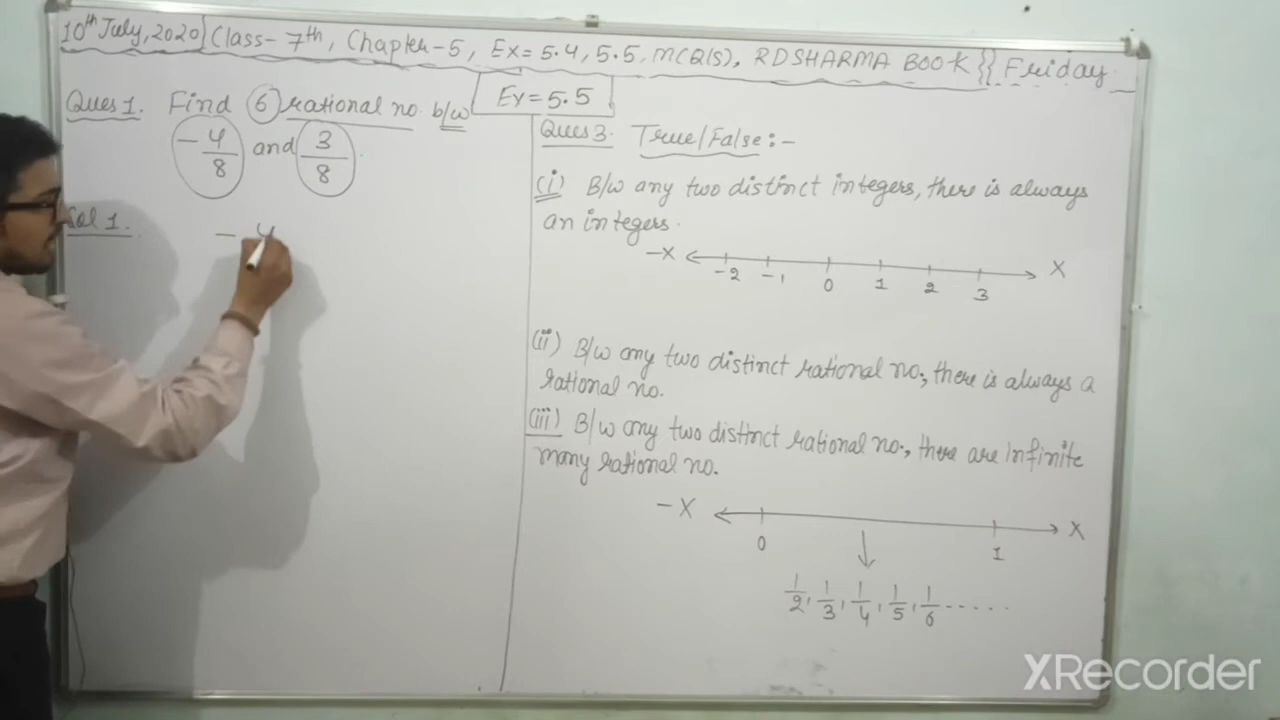 10th July, 2020 Class- 7th, Chapter-5, Ex= 5.4, 5.5, MCQ(S), RDSHARMA BOOK }} Friday
Ques 1. Find 6 rational no. b/w
-4/8 and 3/8.
Sol 1. - 4
Ex= 5.5
Ques 3. True/False:-
(i) B/w any two distinct integers, there is always
an integers.
-X X
-2 -1 0 1 2 3
(ii) B/w any two distinct rational no., there is always a
rational no.
(iii) B/w any two distinct rational no., there are infinite
many rational no.
-X X
0 1
1/2, 1/3, 1/4, 1/5, 1/6 .....
XRecorder